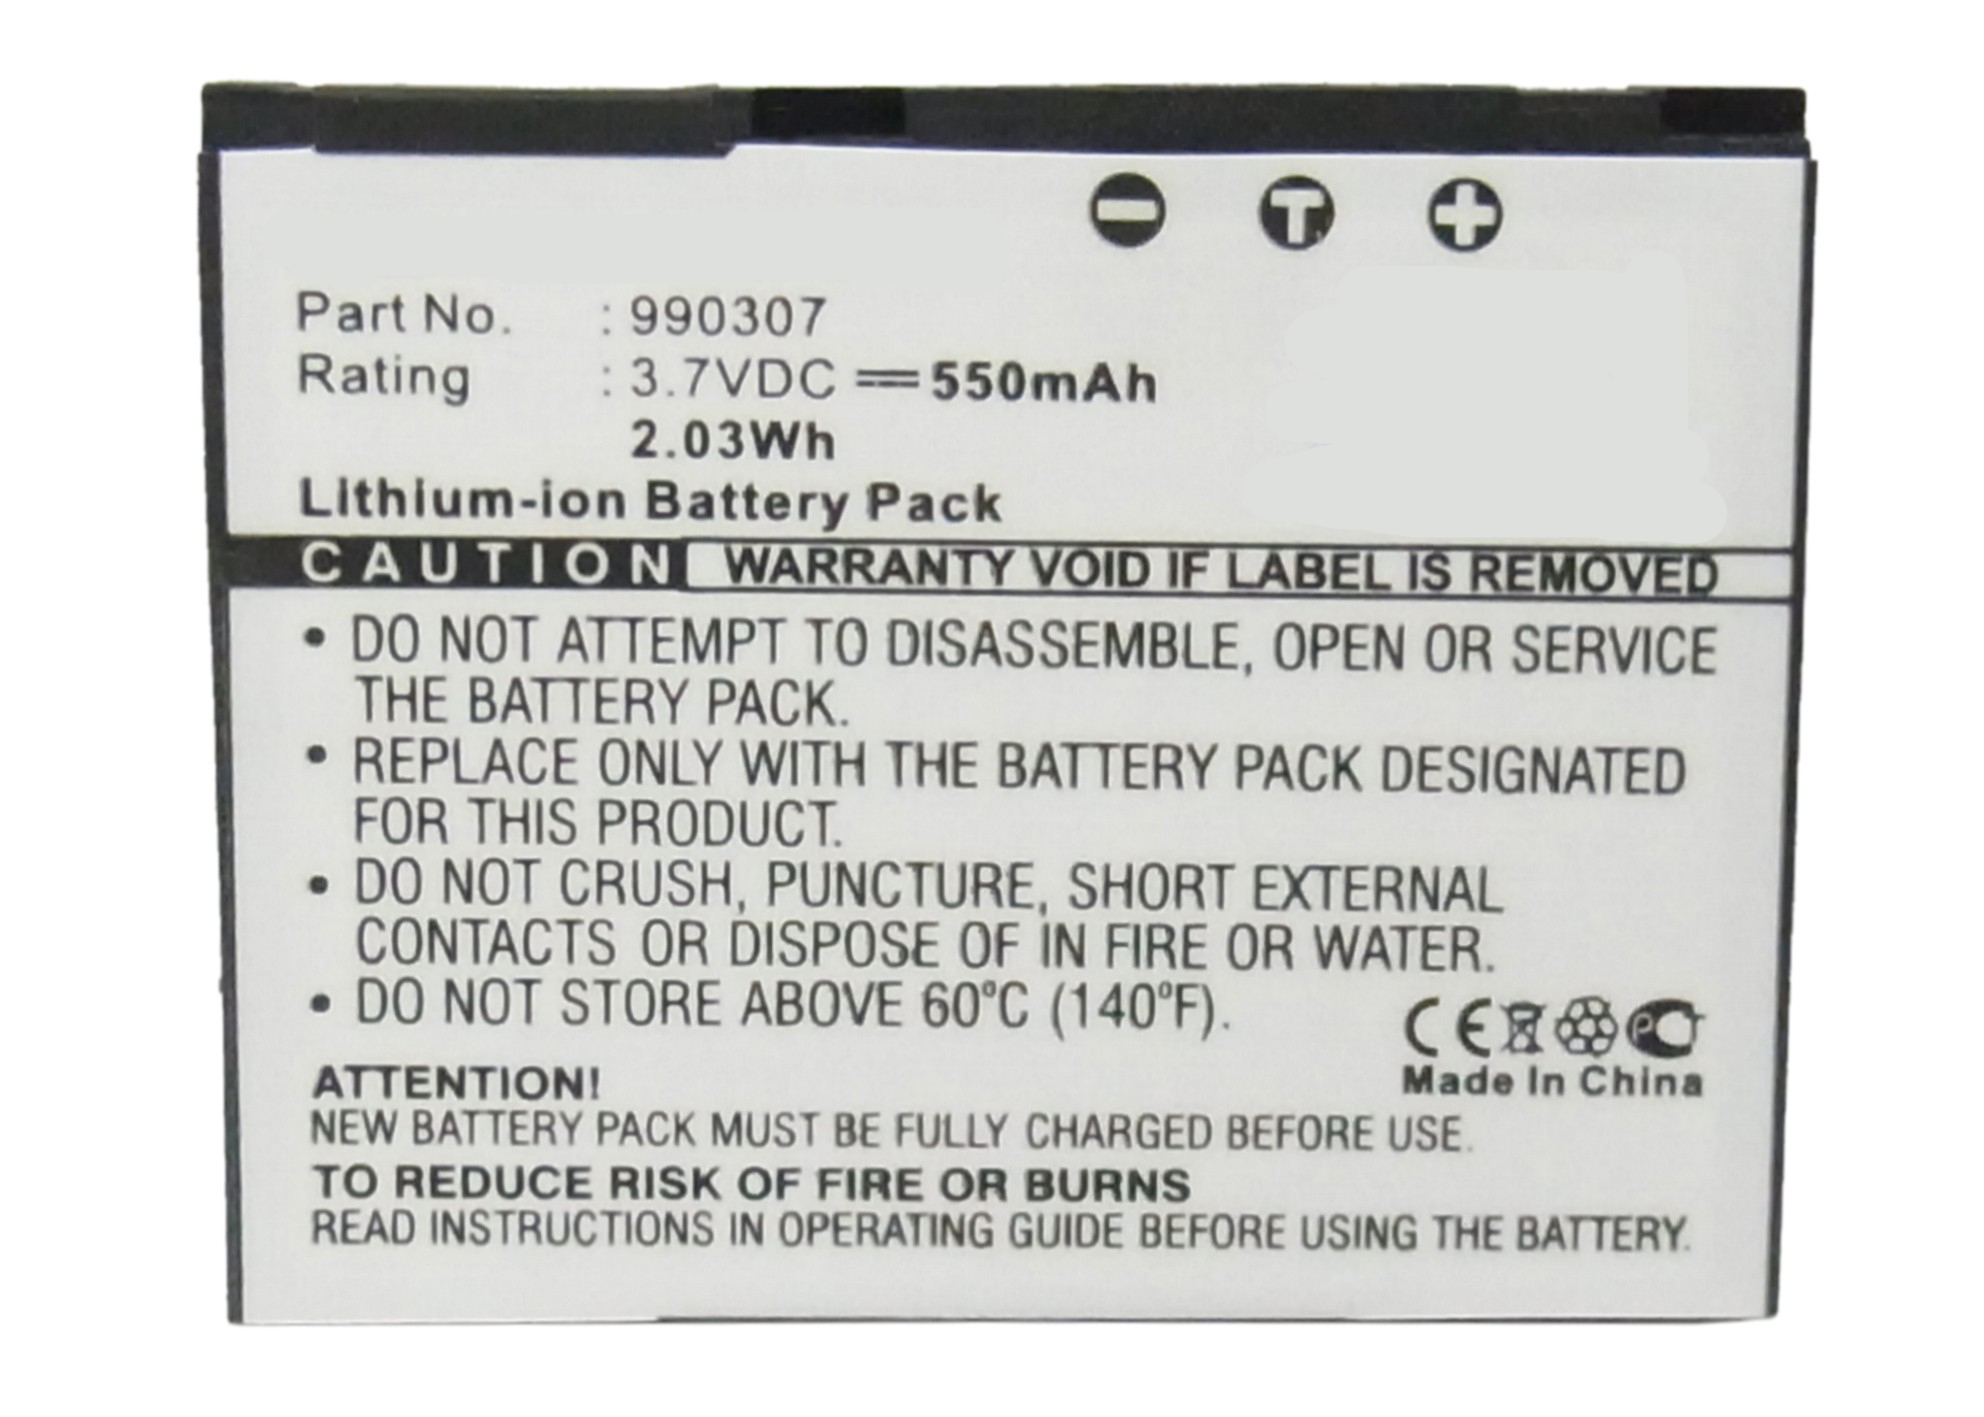 − T +
Part No. : 990307
Rating : 3.7VDC ⎓ 550mAh
2.03Wh
Lithium-ion Battery Pack
CAUTION WARRANTY VOID IF LABEL IS REMOVED
• DO NOT ATTEMPT TO DISASSEMBLE, OPEN OR SERVICE
THE BATTERY PACK.
• REPLACE ONLY WITH THE BATTERY PACK DESIGNATED
FOR THIS PRODUCT.
• DO NOT CRUSH, PUNCTURE, SHORT EXTERNAL
CONTACTS OR DISPOSE OF IN FIRE OR WATER.
• DO NOT STORE ABOVE 60°C (140°F).
CE PCT
Made In China
ATTENTION!
NEW BATTERY PACK MUST BE FULLY CHARGED BEFORE USE.
TO REDUCE RISK OF FIRE OR BURNS
READ INSTRUCTIONS IN OPERATING GUIDE BEFORE USING THE BATTERY.